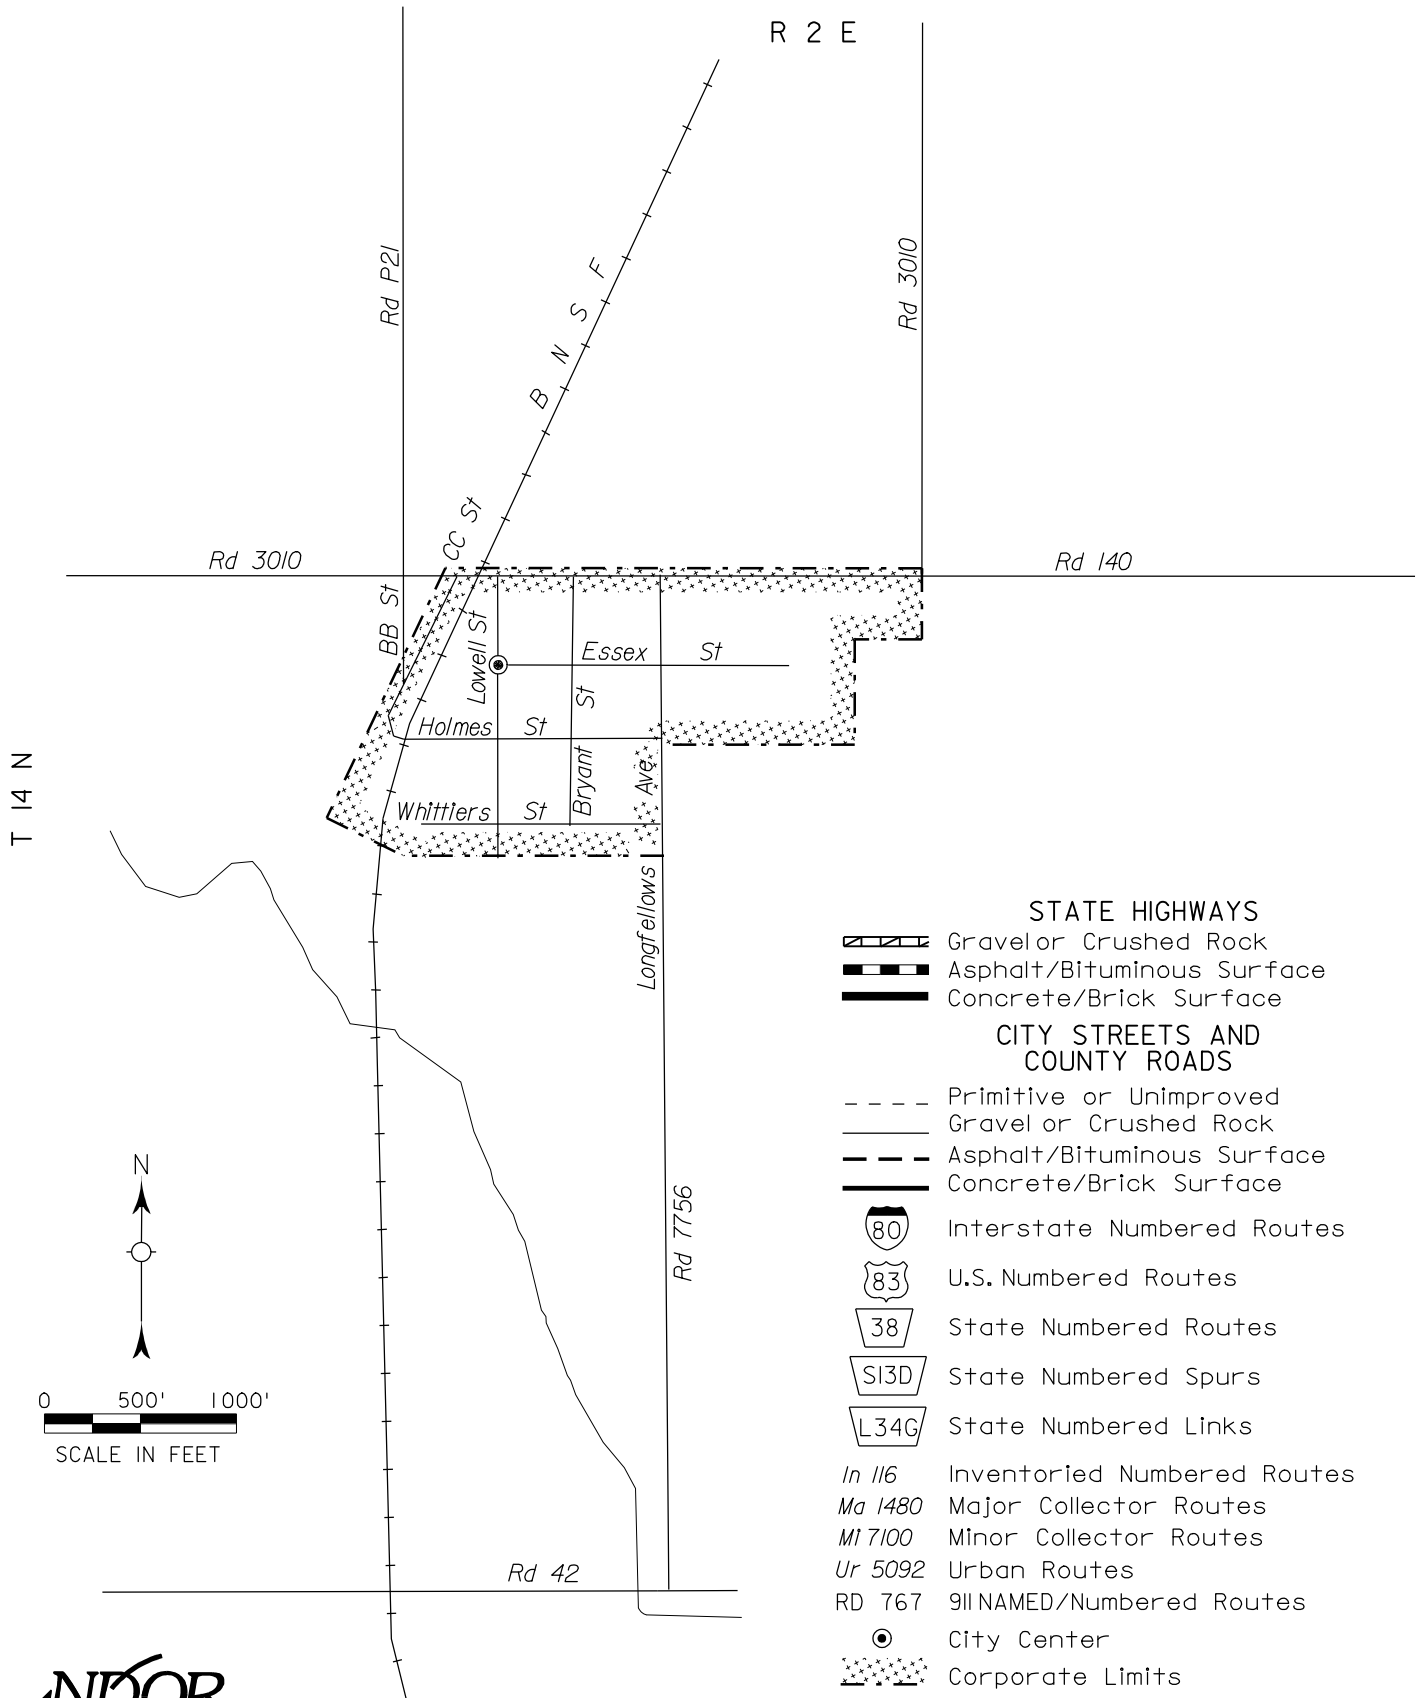 R 2 E
Rd P21
Rd 3010
B N S F
CC St
Rd 3010
Rd 140
BB St
Lowell St
Essex St
Holmes St
Bryant St
Whittiers St
Longfellows Ave
T 14 N
Rd 7756
Rd 42
N
0 500' 1000'
SCALE IN FEET
STATE HIGHWAYS
Gravel or Crushed Rock
Asphalt/Bituminous Surface
Concrete/Brick Surface
CITY STREETS AND
COUNTY ROADS
Primitive or Unimproved
Gravel or Crushed Rock
Asphalt/Bituminous Surface
Concrete/Brick Surface
80 Interstate Numbered Routes
83 U.S. Numbered Routes
38 State Numbered Routes
S13D State Numbered Spurs
L34G State Numbered Links
In 116 Inventoried Numbered Routes
Ma 1480 Major Collector Routes
Mi 7100 Minor Collector Routes
Ur 5092 Urban Routes
RD 767 911 NAMED/Numbered Routes
City Center
Corporate Limits
NDOR